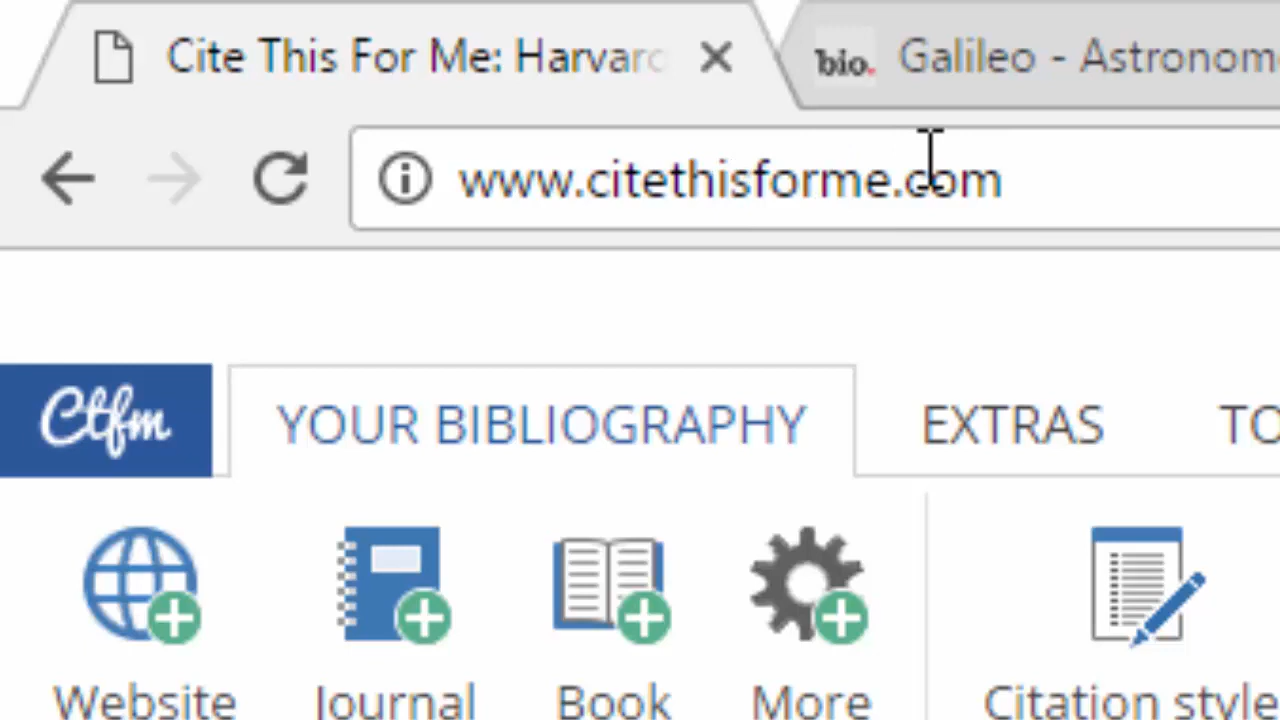 Cite This For Me: Harvard
bio. Galileo - Astronom
www.citethisforme.com
Ctfm
YOUR BIBLIOGRAPHY
EXTRAS
TO
Website
Journal
Book
More
Citation style